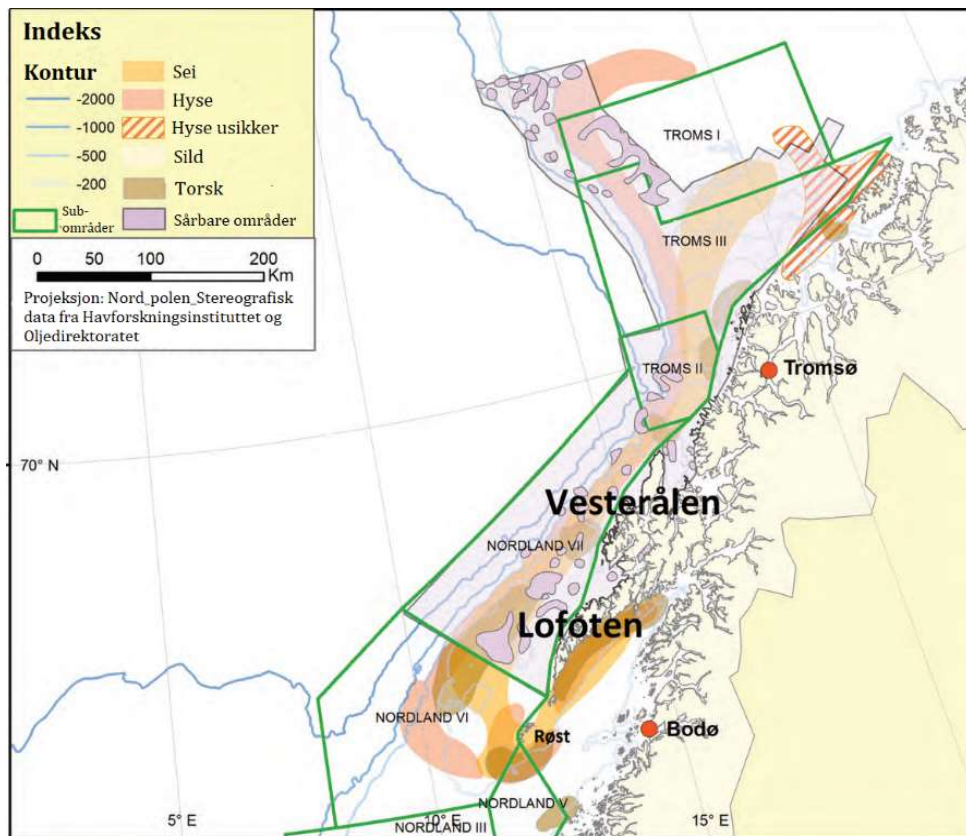 Indeks
Kontur
-2000
-1000
-500
-200
Sub-
områder
Sei
Hyse
Hyse usikker
Sild
Torsk
Sårbare områder
0 50 100 200
Km
Projeksjon: Nord_polen_Stereografisk
data fra Havforskningsinstituttet og
Oljedirektoratet
TROMS I
TROMS III
TROMS II
Tromsø
70° N
Vesterålen
NORDLAND VII
Lofoten
NORDLAND VI
Røst
Bodø
NORDLAND V
NORDLAND III
5° E
10° E
15° E